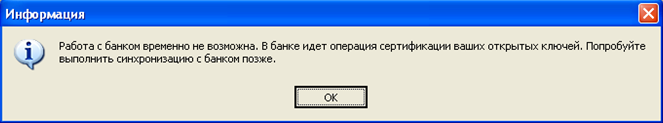 Информация
Работа с банком временно не возможна. В банке идет операция сертификации ваших открытых ключей. Попробуйте
выполнить синхронизацию с банком позже.
OK